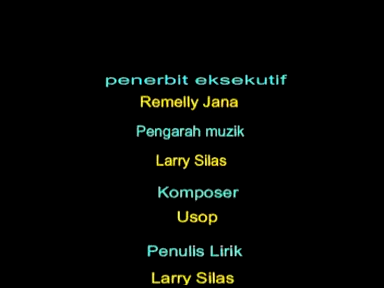 penerbit eksekutif
Remelly Jana
Pengarah muzik
Larry Silas
Komposer
Usop
Penulis Lirik
Larry Silas